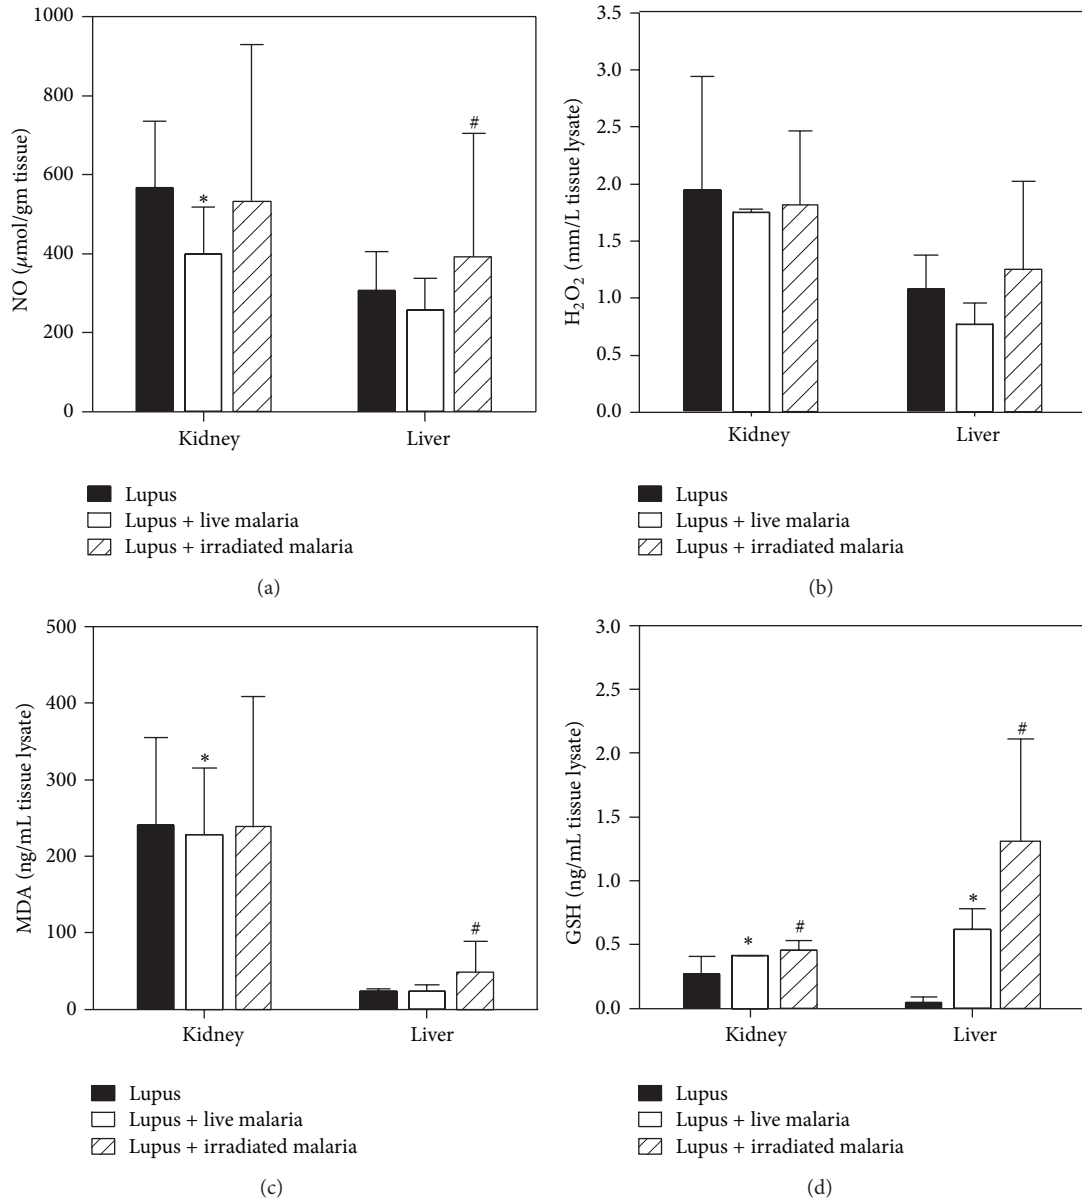 1000
800
600
400
200
0
NO (μmol/gm tissue)
*
#
Kidney
Liver
Lupus
Lupus + live malaria
Lupus + irradiated malaria
(a)
3.5
3.0
2.5
2.0
1.5
1.0
0.5
0.0
H₂O₂ (mm/L tissue lysate)
Kidney
Liver
Lupus
Lupus + live malaria
Lupus + irradiated malaria
(b)
500
400
300
200
100
0
MDA (ng/mL tissue lysate)
*
#
Kidney
Liver
Lupus
Lupus + live malaria
Lupus + irradiated malaria
(c)
3.0
2.5
2.0
1.5
1.0
0.5
0.0
GSH (ng/mL tissue lysate)
*
#
*
#
Kidney
Liver
Lupus
Lupus + live malaria
Lupus + irradiated malaria
(d)